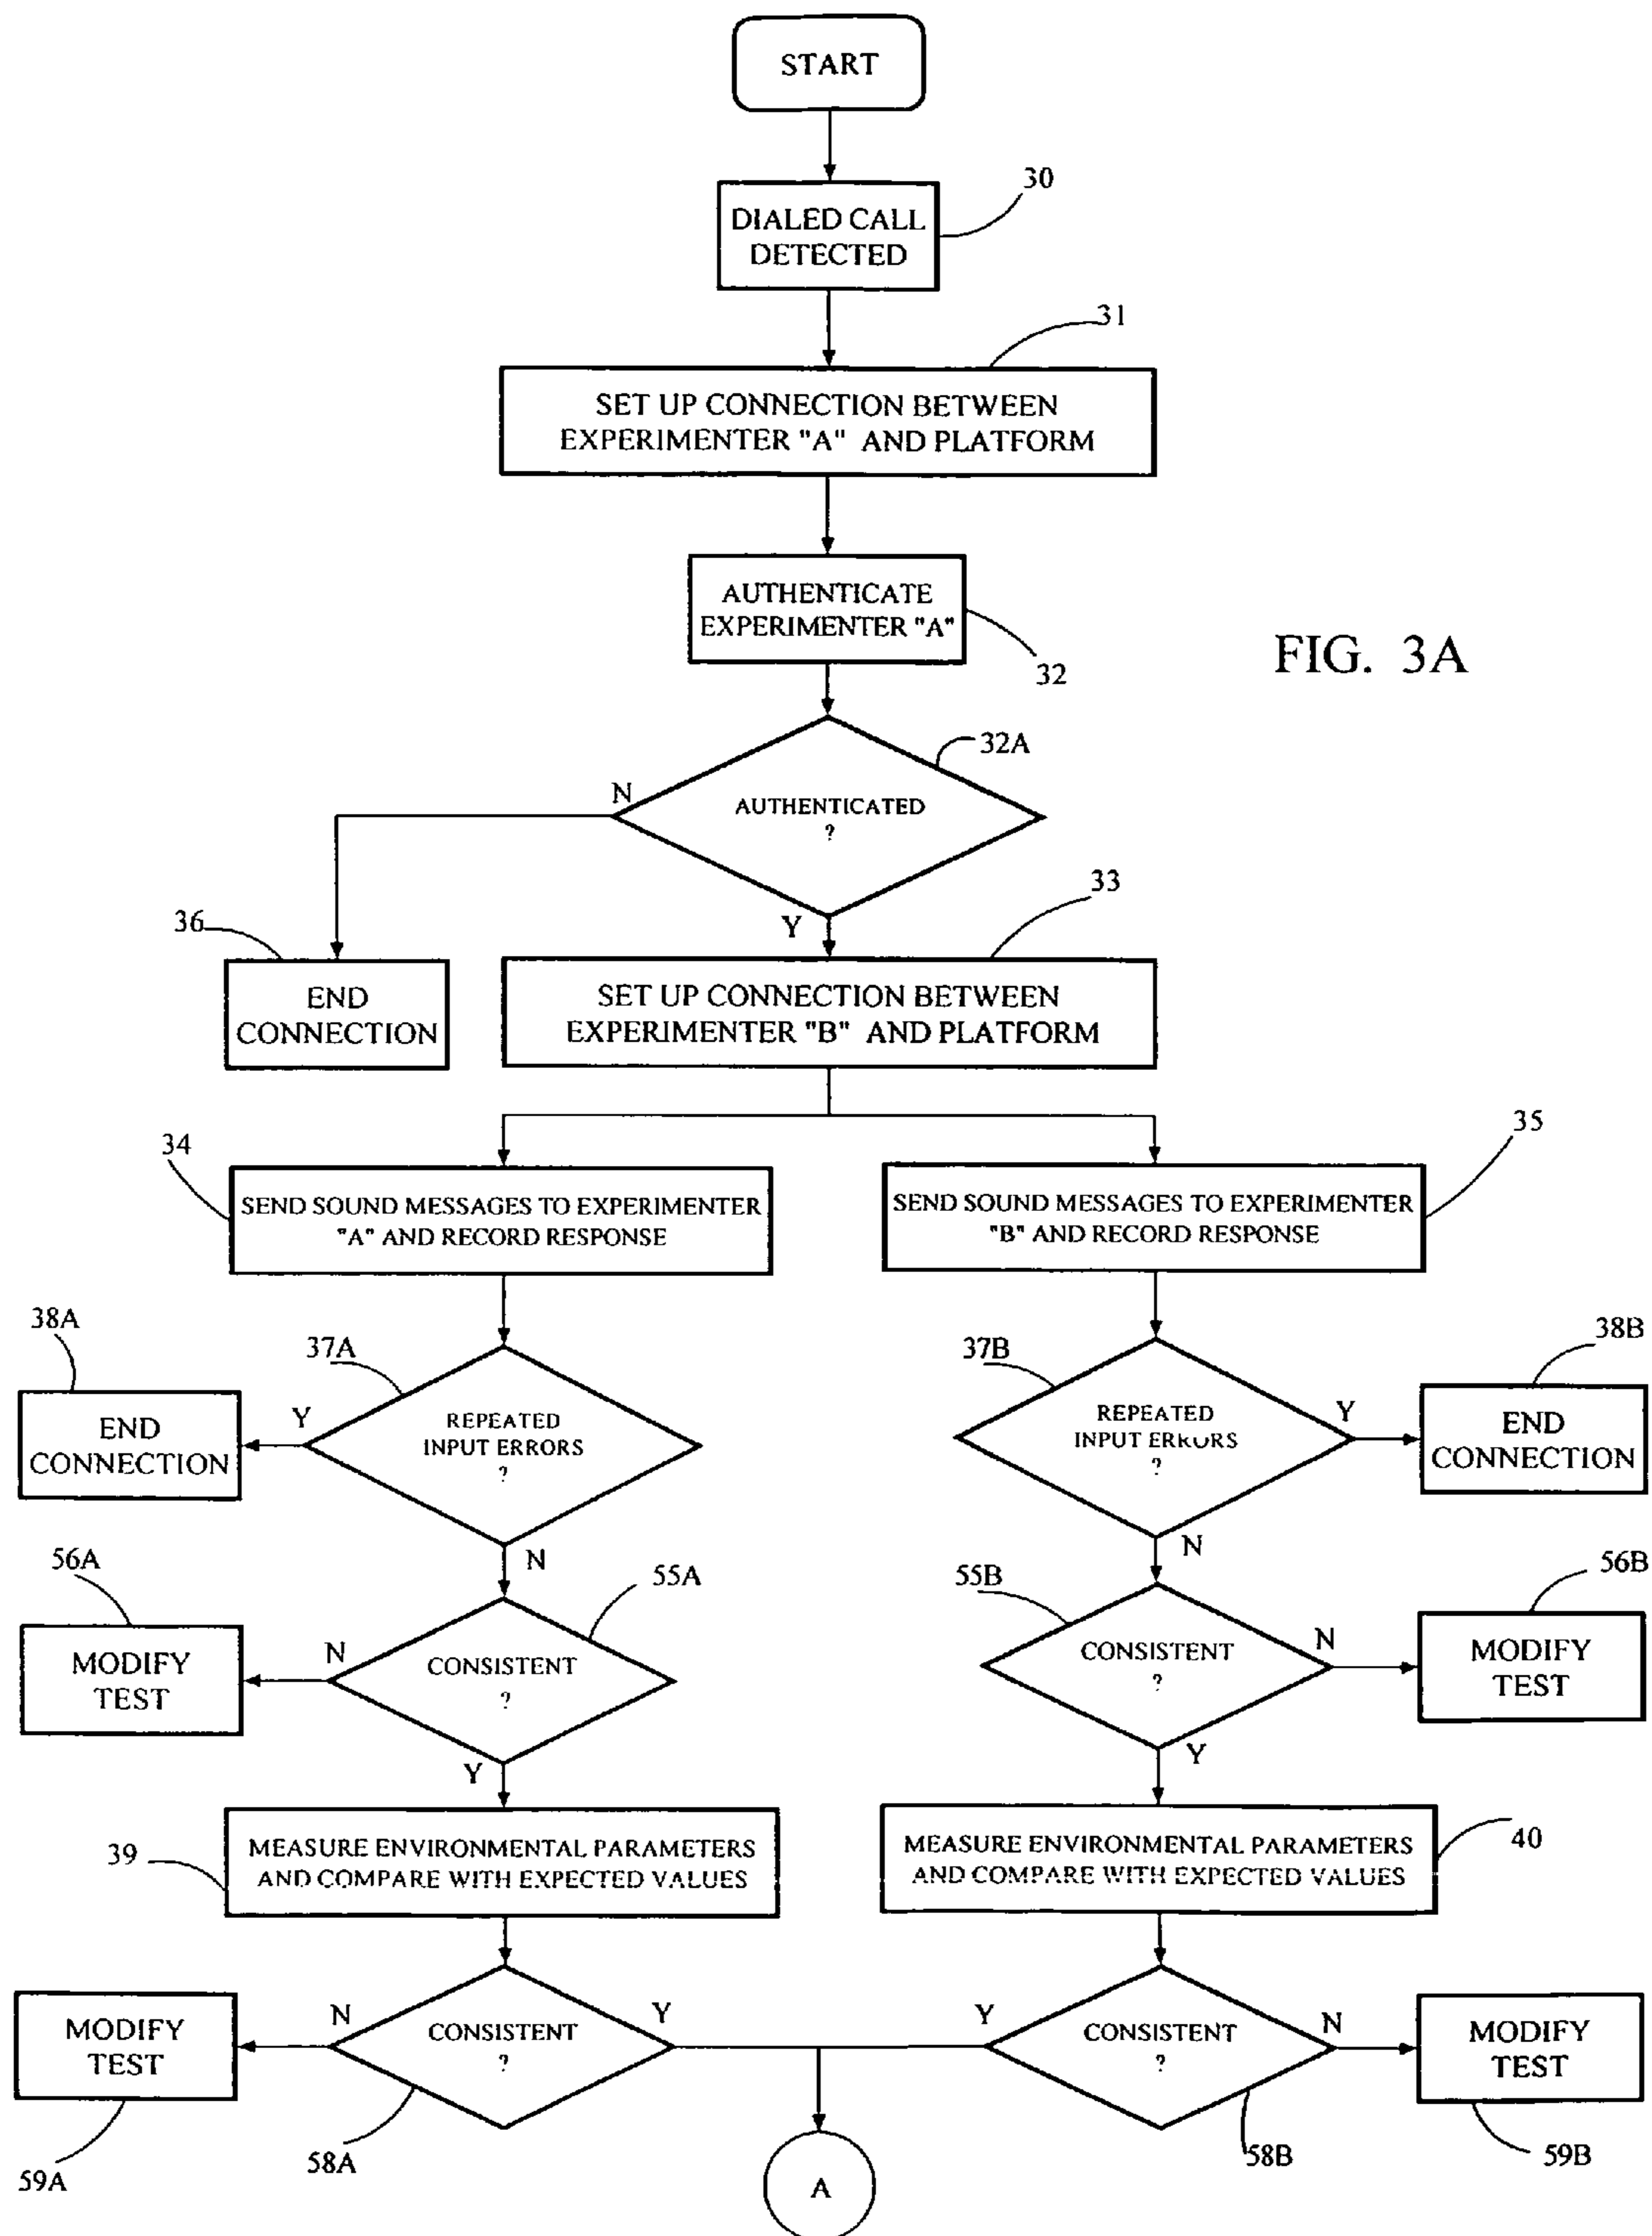 START
30
DIALED CALL
DETECTED
31
SET UP CONNECTION BETWEEN
EXPERIMENTER "A" AND PLATFORM
AUTHENTICATE
EXPERIMENTER "A"
32
FIG. 3A
32A
N
AUTHENTICATED
?
Y
33
36
END
CONNECTION
SET UP CONNECTION BETWEEN
EXPERIMENTER "B" AND PLATFORM
34
35
SEND SOUND MESSAGES TO EXPERIMENTER
"A" AND RECORD RESPONSE
SEND SOUND MESSAGES TO EXPERIMENTER
"B" AND RECORD RESPONSE
38A
37A
37B
38B
END
CONNECTION
Y
REPEATED
INPUT ERRORS
?
REPEATED
INPUT ERRORS
?
Y
END
CONNECTION
N
N
56A
55A
55B
56B
MODIFY
TEST
N
CONSISTENT
?
CONSISTENT
?
N
MODIFY
TEST
Y
Y
39
MEASURE ENVIRONMENTAL PARAMETERS
AND COMPARE WITH EXPECTED VALUES
MEASURE ENVIRONMENTAL PARAMETERS
AND COMPARE WITH EXPECTED VALUES
40
MODIFY
TEST
N
CONSISTENT
?
Y
Y
CONSISTENT
?
N
MODIFY
TEST
59A
58A
A
58B
59B